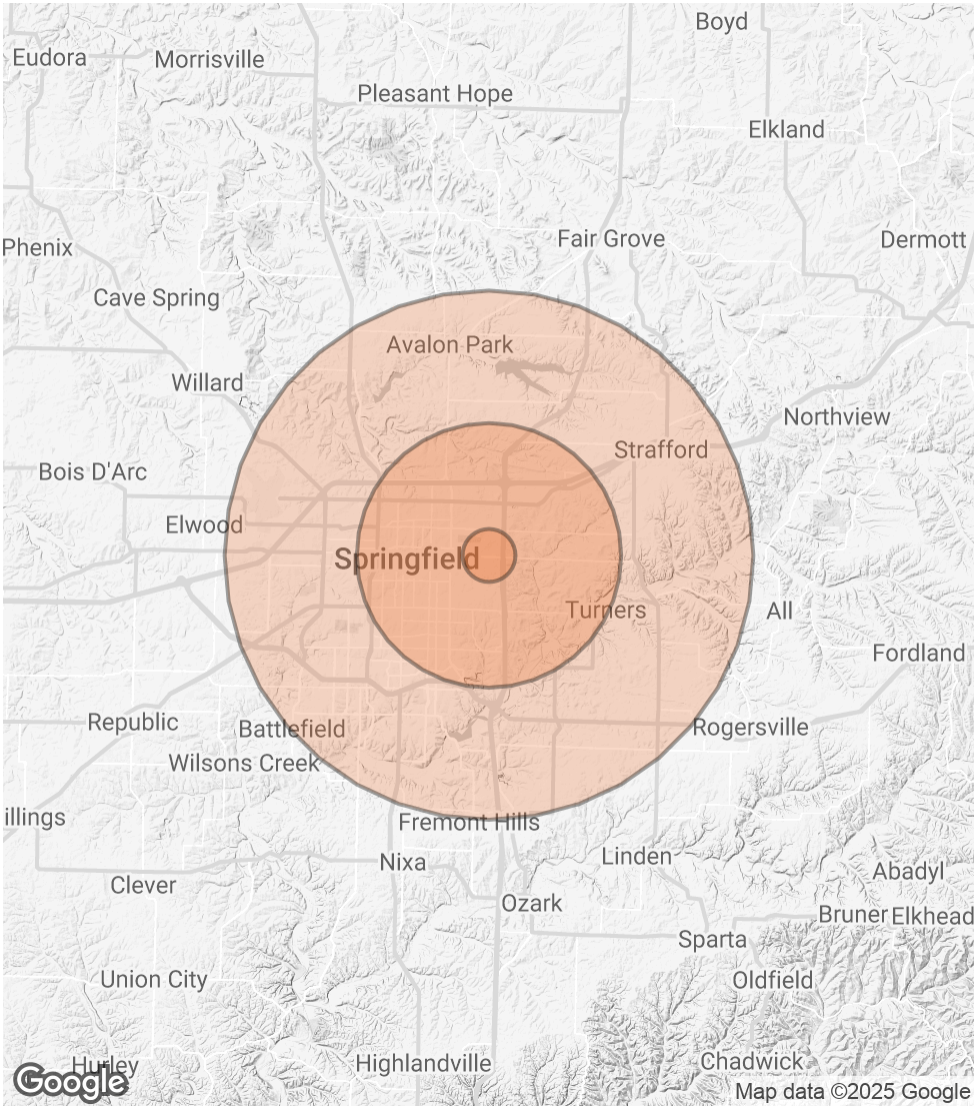 Boyd
Eudora
Morrisville
Pleasant Hope
Elkland
Fair Grove
Dermott
Phenix
Cave Spring
Avalon Park
Willard
Northview
Strafford
Bois D'Arc
Elwood
Springfield
Turners
All
Fordland
Republic
Battlefield
Rogersville
Wilsons Creek
illings
Fremont Hills
Nixa
Linden
Abadyl
Clever
Ozark
Bruner
Elkhead
Sparta
Union City
Oldfield
Hurley
Highlandville
Chadwick
Google
Map data ©2025 Google